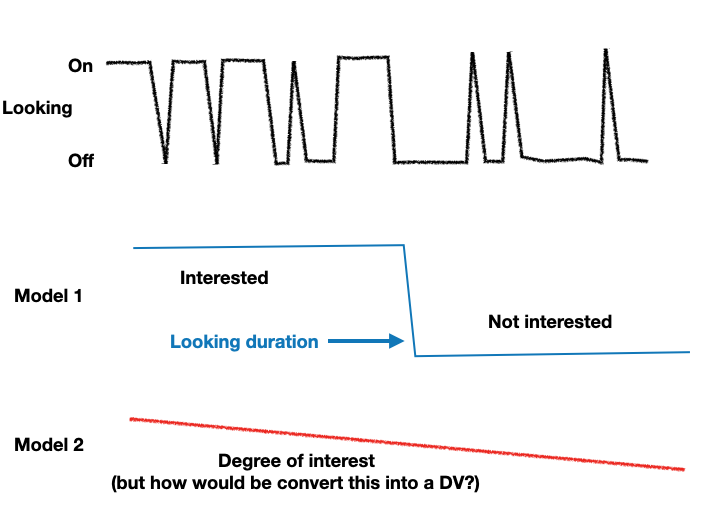 On
Looking
Off
Interested
Model 1
Not interested
Looking duration
Model 2
Degree of interest
(but how would be convert this into a DV?)